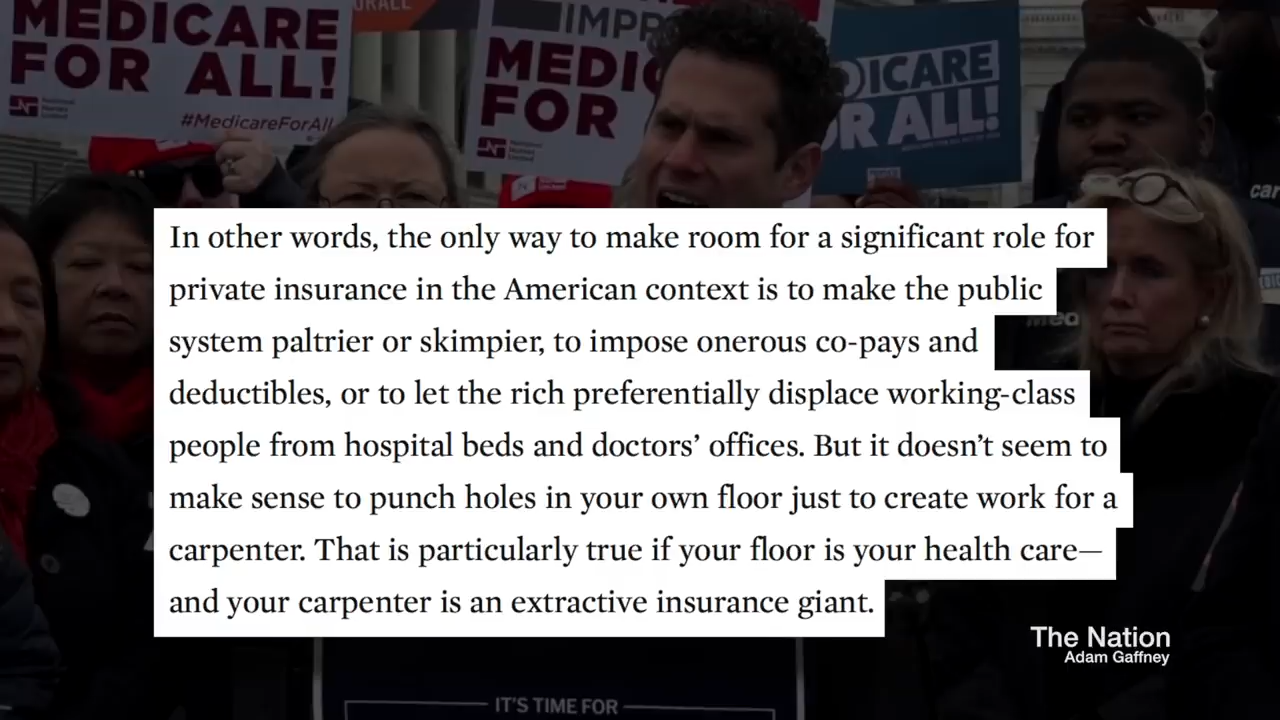 URALL
MEDICARE
FOR ALL!
#MedicareForAll
IMPR
MEDIC
FOR
DICARE
R ALL!
In other words, the only way to make room for a significant role for
private insurance in the American context is to make the public
system paltrier or skimpier, to impose onerous co-pays and
deductibles, or to let the rich preferentially displace working-class
people from hospital beds and doctors’ offices. But it doesn’t seem to
make sense to punch holes in your own floor just to create work for a
carpenter. That is particularly true if your floor is your health care—
and your carpenter is an extractive insurance giant.
The Nation
Adam Gaffney
IT'S TIME FOR